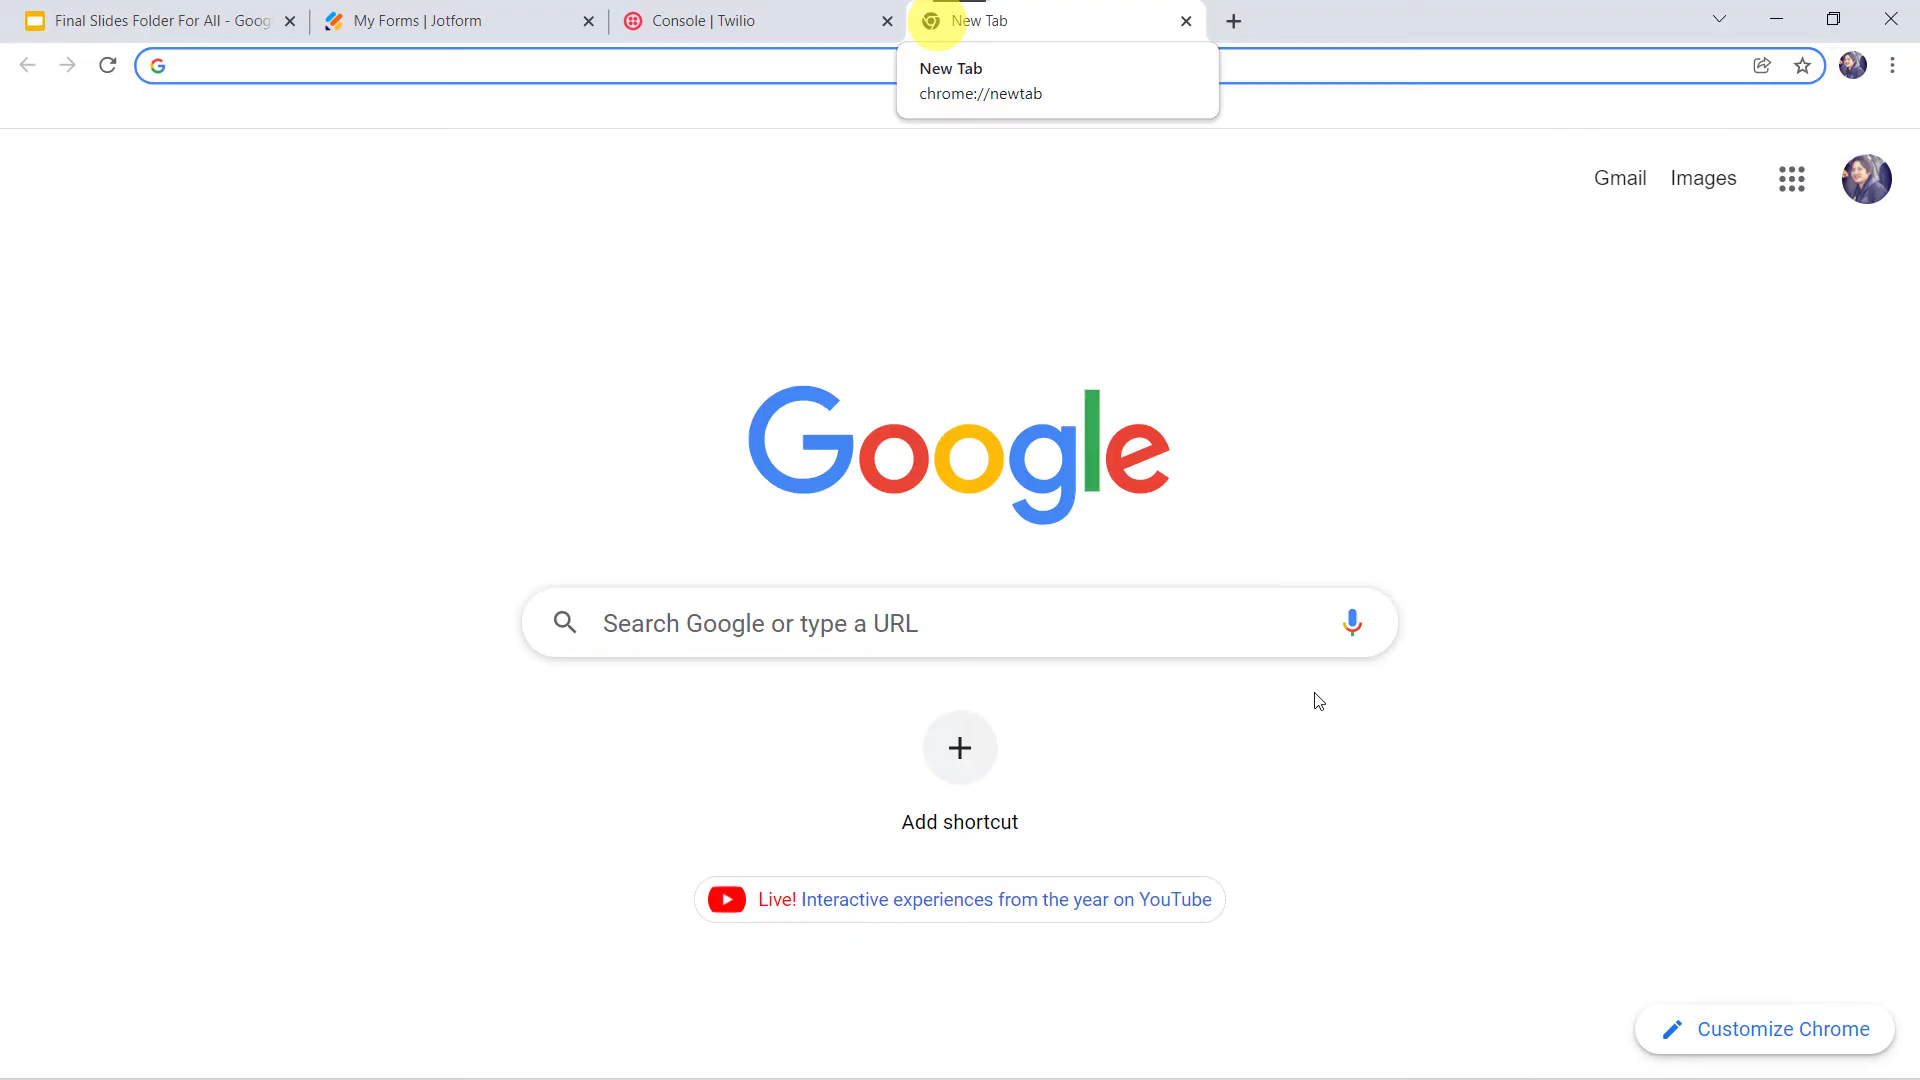 Final Slides Folder For All - Goog
My Forms | Jotform
Console | Twilio
New Tab
New Tab
chrome://newtab
Gmail
Images
Google
Search Google or type a URL
Add shortcut
Live! Interactive experiences from the year on YouTube
Customize Chrome